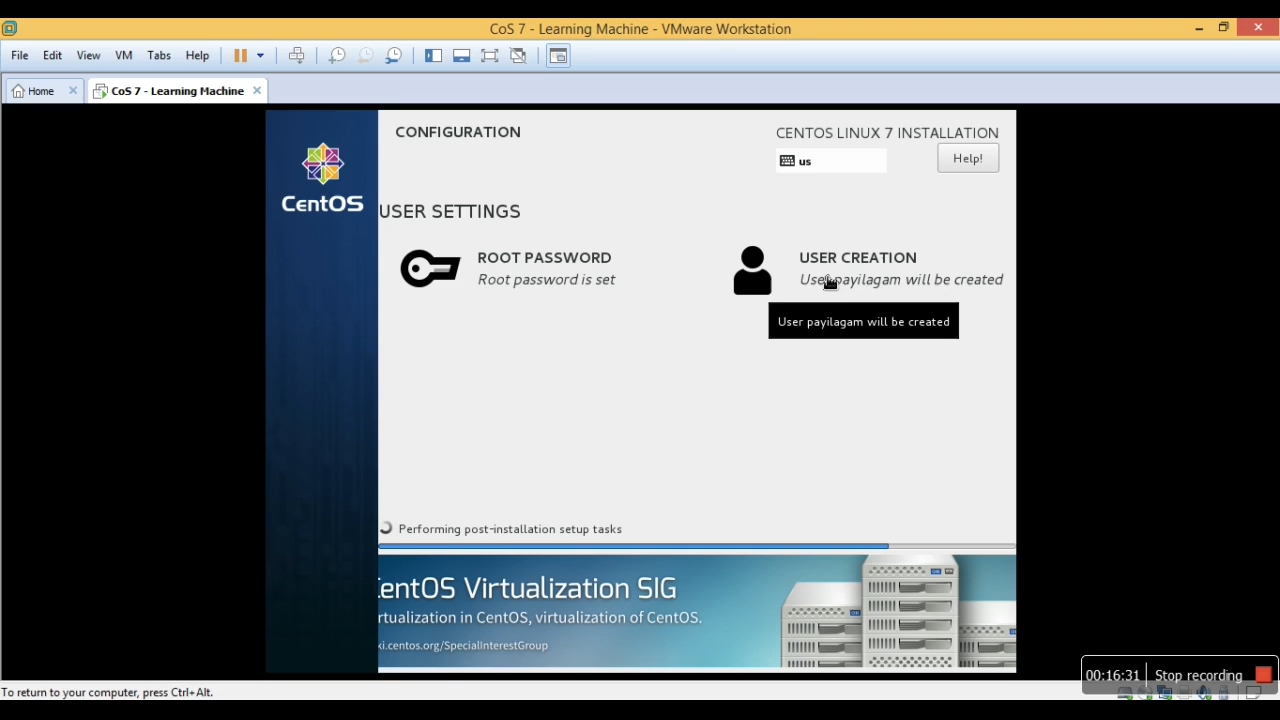 CoS 7 - Learning Machine - VMware Workstation
File Edit View VM Tabs Help
Home CoS 7 - Learning Machine
CONFIGURATION
CENTOS LINUX 7 INSTALLATION
us
Help!
CentOS
USER SETTINGS
ROOT PASSWORD
Root password is set
USER CREATION
User payilagam will be created
User payilagam will be created
Performing post-installation setup tasks
entOS Virtualization SIG
rtualization in CentOS, virtualization of CentOS.
ki.centos.org/SpecialInterestGroup
00:16:31 Stop recording
To return to your computer, press Ctrl+Alt.